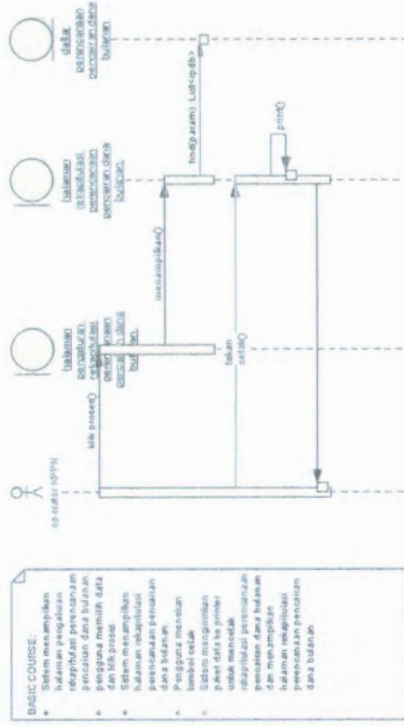 BASIC COURSE:
Sistem menampilkan
halaman pengaturan
rekapitulasi perencanaan
pencairan dana bulanan.
pengguna memilih data
dan klik proses
Sistem menampilkan
halaman rekapitulasi
perencanaan pencairan
dana bulanan
Pengguna menekan
tombol cetak
Sistem mengirimkan
paket data ke printer
untuk mencetak
rekapitulasi perencanaan
pencairan dana bulanan
dan menampilkan
halaman rekapitulasi
perencanaan pencairan
dana bulanan
operator KPPN
halaman
pengaturan
rekapitulasi
perencanaan
pencairan dana
bulanan.
halaman
rekapitulasi
perencanaan
pencairan dana
bulanan.
daftar
perencanaan
pencairan dana
bulanan
klik proses()
menampilkan()
find(param) :List<rpdb>
tekan
cetak()
print()